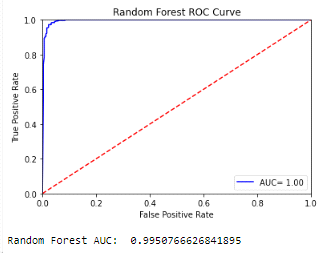 Random Forest ROC Curve
1.0
0.8
0.6
0.4
0.2
0.0
True Positive Rate
0.0 0.2 0.4 0.6 0.8 1.0
False Positive Rate
AUC= 1.00
Random Forest AUC: 0.9950766626841895